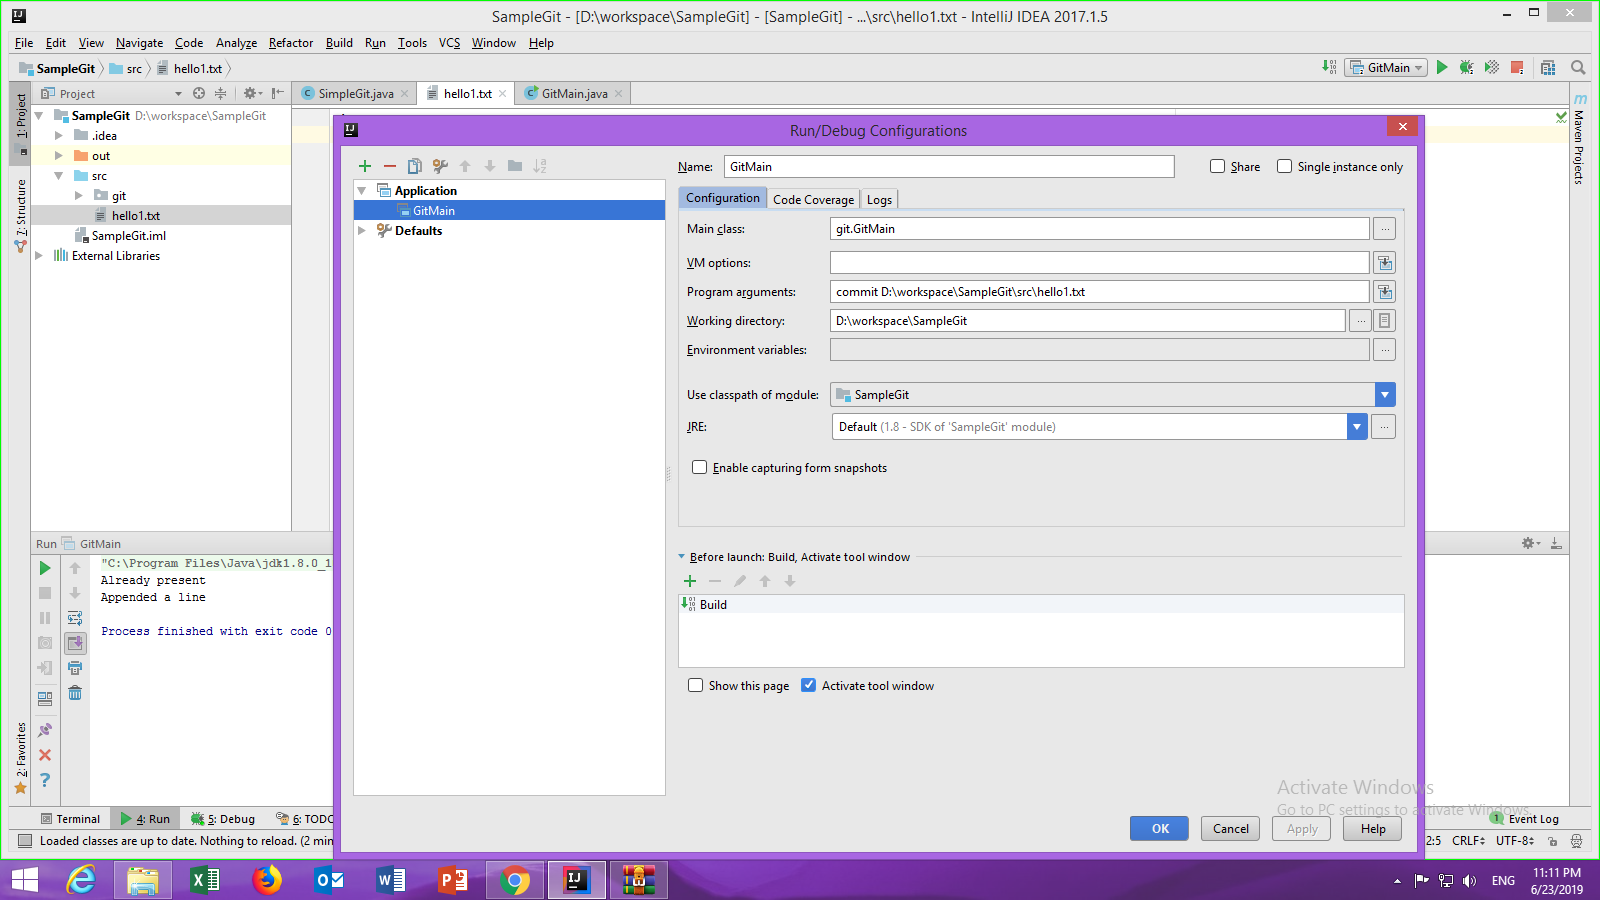 SampleGit - [D:\workspace\SampleGit] - [SampleGit] - ...\src\hello1.txt - IntelliJ IDEA 2017.1.5
File Edit View Navigate Code Analyze Refactor Build Run Tools VCS Window Help
SampleGit src hello1.txt GitMain
1: Project
7: Structure
2: Favorites
Project
SimpleGit.java hello1.txt GitMain.java
Maven Projects
SampleGit D:\workspace\SampleGit
.idea
out
src
git
hello1.txt
SampleGit.iml
External Libraries
Run/Debug Configurations
Application
GitMain
Defaults
Name: GitMain Share Single instance only
Configuration Code Coverage Logs
Main class: git.GitMain
VM options:
Program arguments: commit D:\workspace\SampleGit\src\hello1.txt
Working directory: D:\workspace\SampleGit
Environment variables:
Use classpath of module: SampleGit
JRE: Default (1.8 - SDK of 'SampleGit' module)
Enable capturing form snapshots
Before launch: Build, Activate tool window
Build
Show this page Activate tool window
OK Cancel Apply Help
Run GitMain
"C:\Program Files\Java\jdk1.8.0_1
Already present
Appended a line
Process finished with exit code 0
Activate Windows
Go to PC settings to activate Windows.
Terminal 4: Run 5: Debug 6: TODO 1 Event Log
Loaded classes are up to date. Nothing to reload. (2 min 2:5 CRLF UTF-8
ENG 11:11 PM
6/23/2019